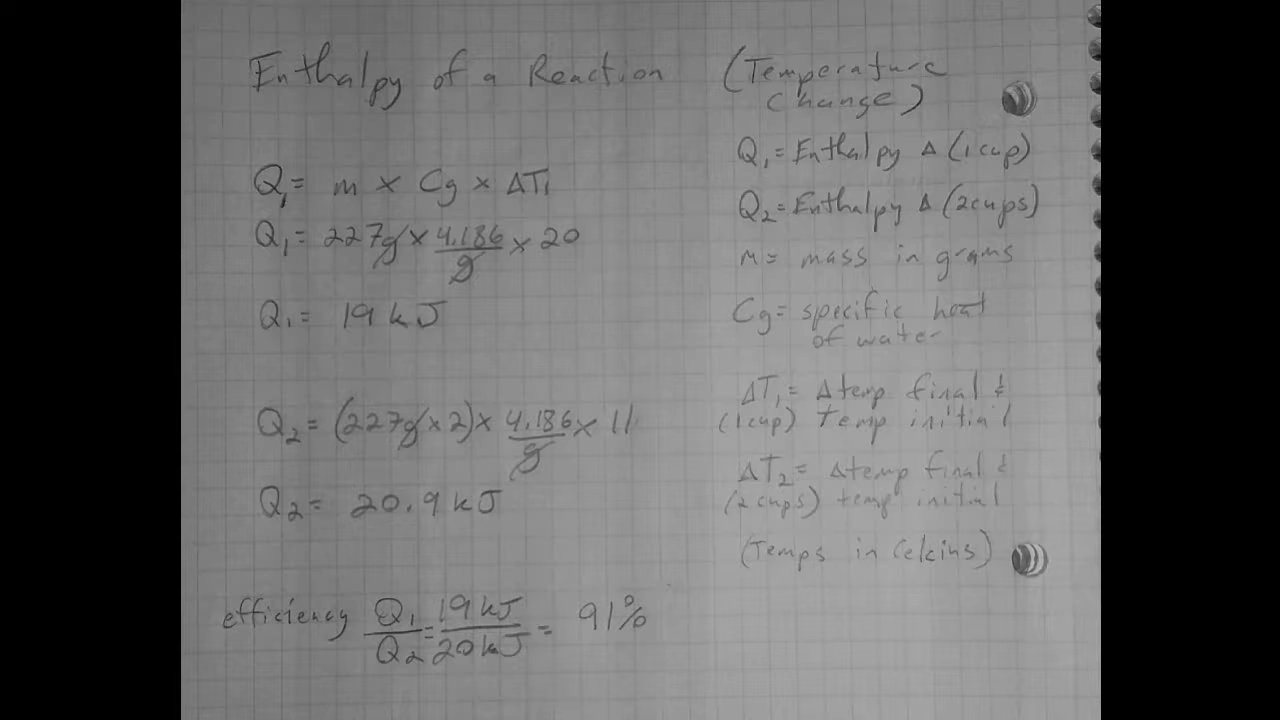 Enthalpy of a Reaction
(Temperature
Change)
Q₁ = m × Cg × ΔT₁
Q₁ = 227g × 4.186/g × 20
Q₁ = 19 kJ
Q₂ = (227g × 2) × 4.186/g × 11
Q₂ = 20.9 kJ
efficiency Q₁/Q₂ = 19 kJ/20 kJ = 91%
Q₁ = Enthalpy Δ (1 cup)
Q₂ = Enthalpy Δ (2 cups)
m = mass in grams
Cg = specific heat
of water
ΔT₁ = Δ temp final &
(1 cup) temp initial
ΔT₂ = Δ temp final &
(2 cups) temp initial
(Temps in Celkins)